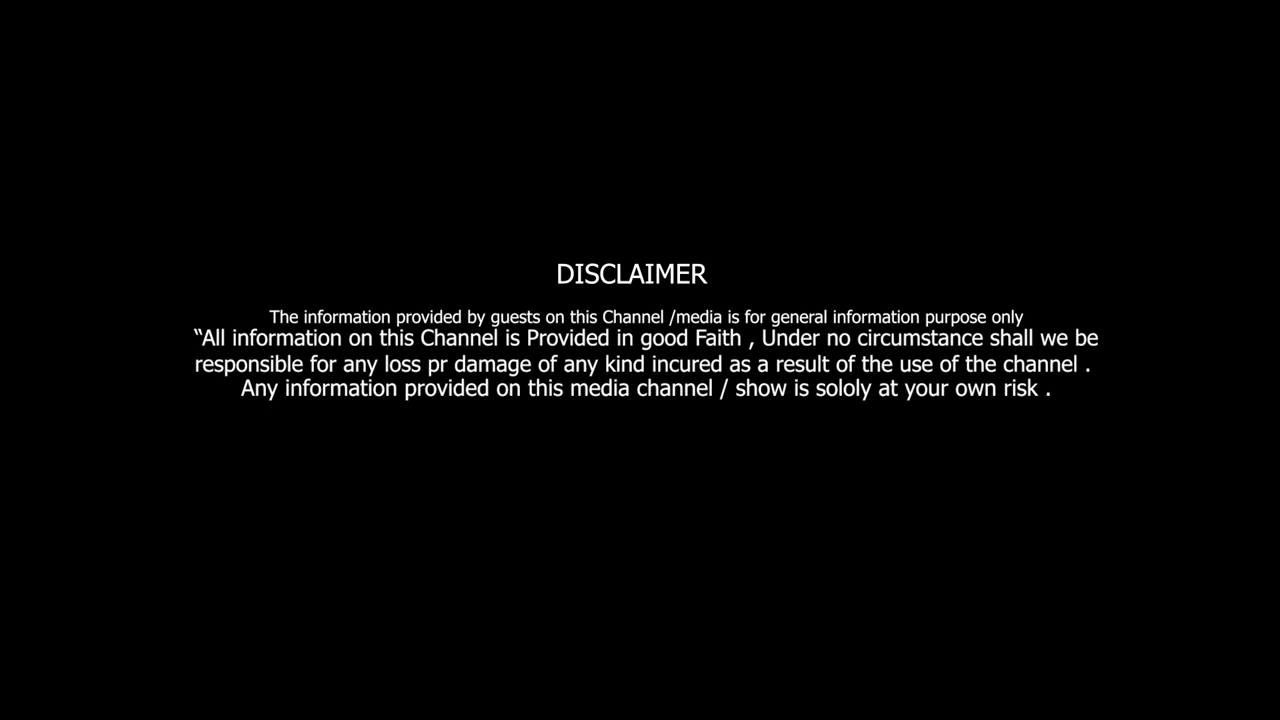 DISCLAIMER
The information provided by guests on this Channel /media is for general information purpose only
“All information on this Channel is Provided in good Faith , Under no circumstance shall we be
responsible for any loss pr damage of any kind incured as a result of the use of the channel .
Any information provided on this media channel / show is sololy at your own risk .